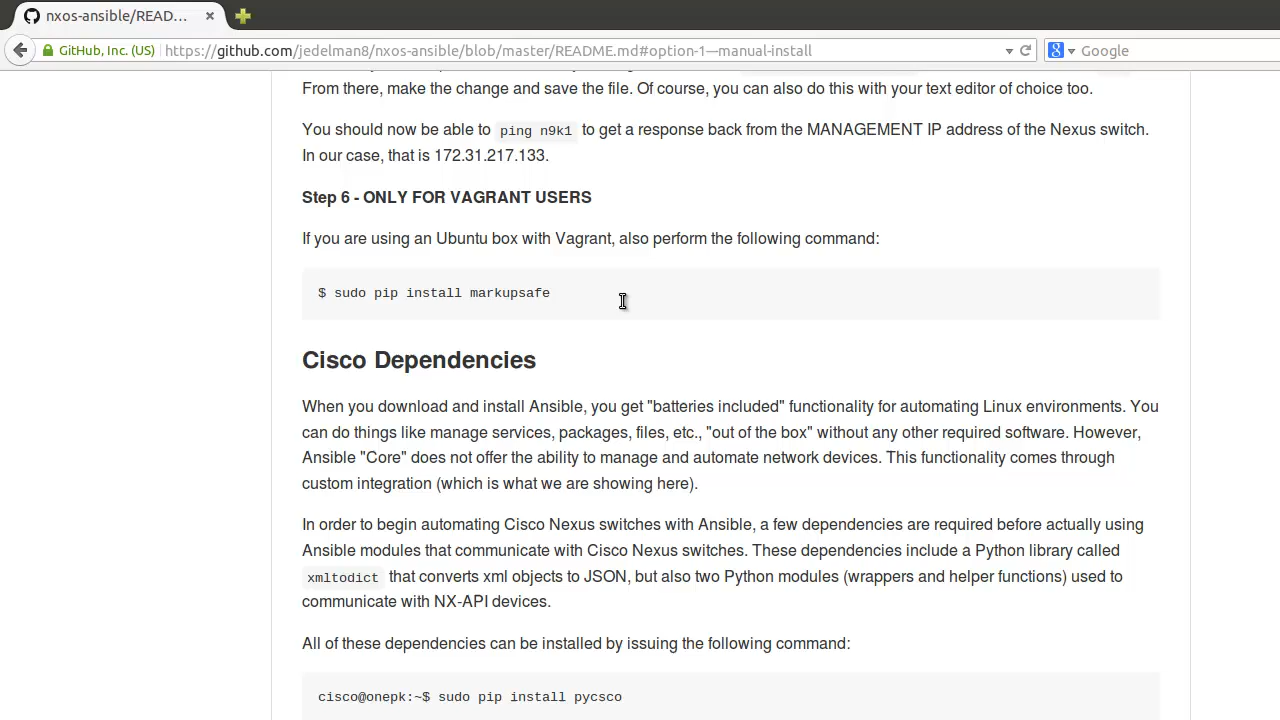 nxos-ansible/READ...
GitHub, Inc. (US) https://github.com/jedelman8/nxos-ansible/blob/master/README.md#option-1—manual-install
Google
From there, make the change and save the file. Of course, you can also do this with your text editor of choice too.
You should now be able to ping n9k1 to get a response back from the MANAGEMENT IP address of the Nexus switch.
In our case, that is 172.31.217.133.
Step 6 - ONLY FOR VAGRANT USERS
If you are using an Ubuntu box with Vagrant, also perform the following command:
$ sudo pip install markupsafe
Cisco Dependencies
When you download and install Ansible, you get "batteries included" functionality for automating Linux environments. You
can do things like manage services, packages, files, etc., "out of the box" without any other required software. However,
Ansible "Core" does not offer the ability to manage and automate network devices. This functionality comes through
custom integration (which is what we are showing here).
In order to begin automating Cisco Nexus switches with Ansible, a few dependencies are required before actually using
Ansible modules that communicate with Cisco Nexus switches. These dependencies include a Python library called
xmltodict that converts xml objects to JSON, but also two Python modules (wrappers and helper functions) used to
communicate with NX-API devices.
All of these dependencies can be installed by issuing the following command:
cisco@onepk:~$ sudo pip install pycsco